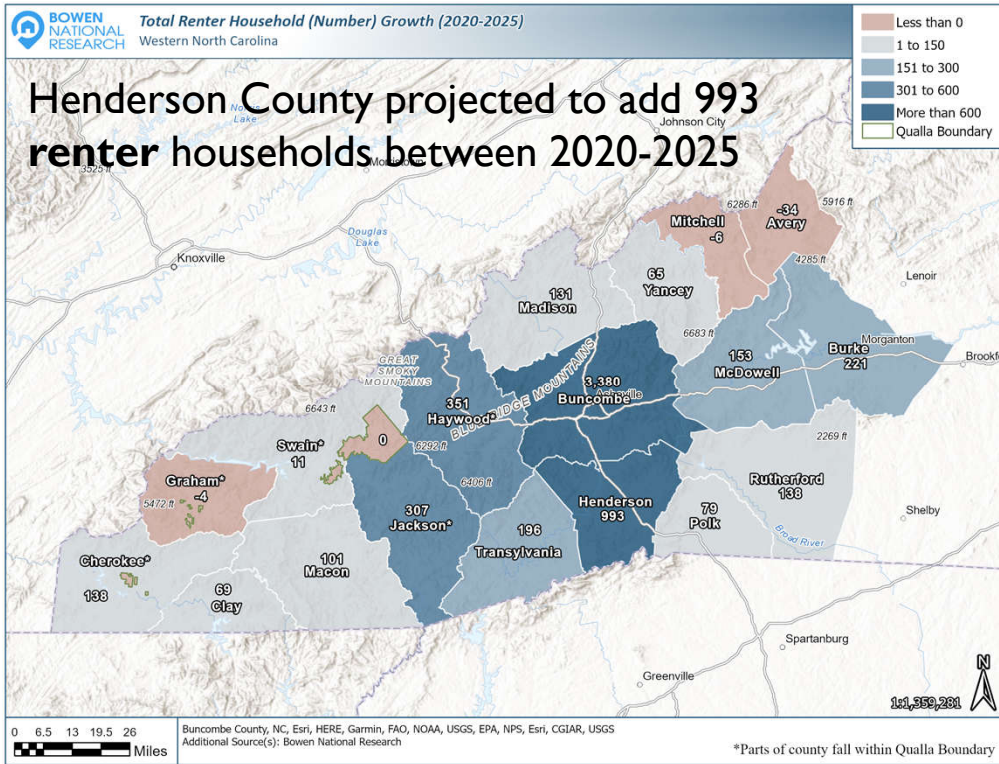 BOWEN
NATIONAL
RESEARCH
Total Renter Household (Number) Growth (2020-2025)
Western North Carolina
Less than 0
1 to 150
151 to 300
301 to 600
More than 600
Qualla Boundary
Henderson County projected to add 993
renter households between 2020-2025
Johnson City
Lake
3525 ft
Douglas
Lake
Knoxville
6286 ft
5916 ft
-34
Avery
Mitchell
-6
4285 ft
Lenoir
65
Yancey
131
Madison
6683 ft
GREAT
SMOKY
MOUNTAINS
BLUE RIDGE MOUNTAINS
153
McDowell
Morganton
Burke
221
3,380
Buncombe
Asheville
351
Haywood*
6643 ft
Swain*
11
0
6292 ft
2269 ft
Graham*
-4
5472 ft
6406 ft
Rutherford
138
Henderson
993
79
Polk
307
Jackson*
196
Transylvania
Shelby
Broad River
Cherokee*
138
101
Macon
69
Clay
Spartanburg
Greenville
N
1:1,359,281
0 6.5 13 19.5 26
Miles
Buncombe County, NC, Esri, HERE, Garmin, FAO, NOAA, USGS, EPA, NPS, Esri, CGIAR, USGS
Additional Source(s): Bowen National Research
*Parts of county fall within Qualla Boundary